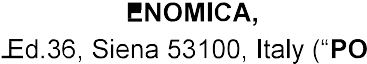 ENOMICA,
Ed.36, Siena 53100, Italy (“PO